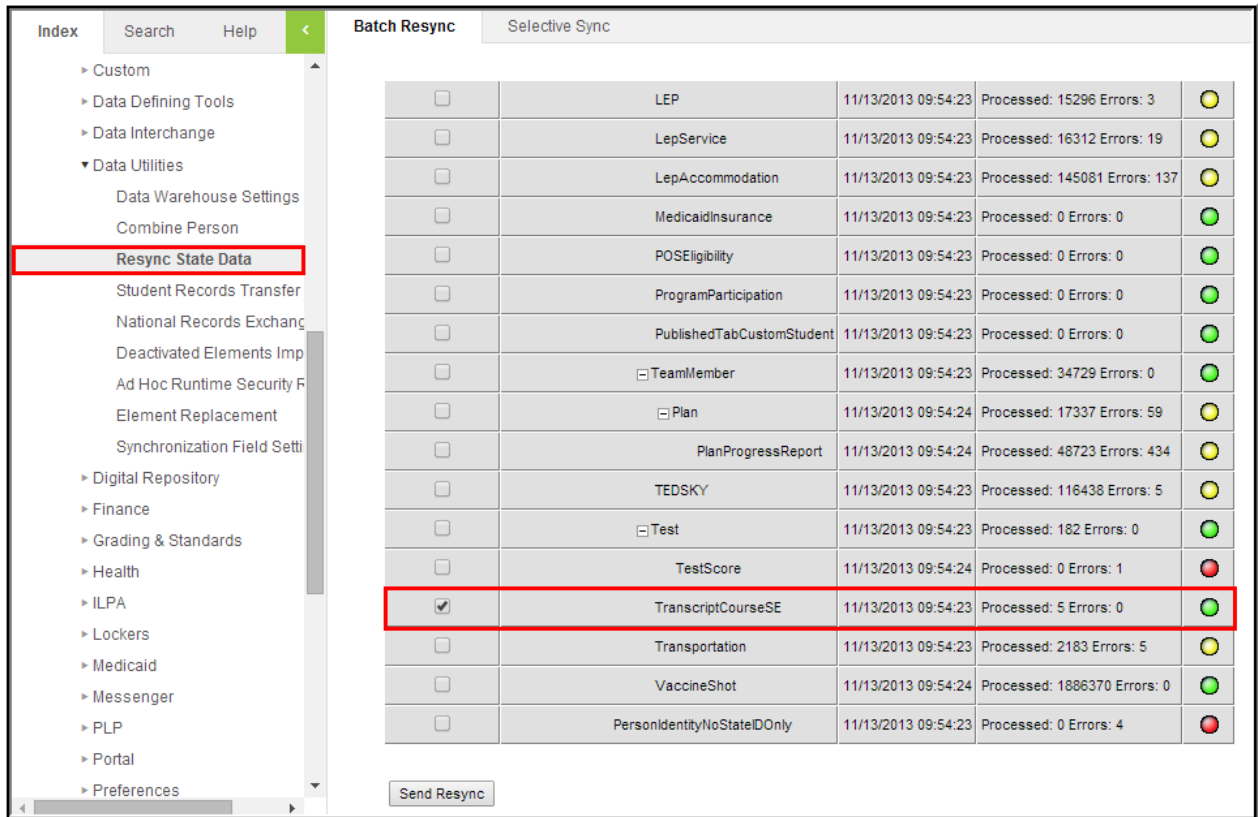 Index Search Help <
Batch Resync Selective Sync
Custom
Data Defining Tools
Data Interchange
Data Utilities
Data Warehouse Settings
Combine Person
Resync State Data
Student Records Transfer
National Records Exchang
Deactivated Elements Imp
Ad Hoc Runtime Security R
Element Replacement
Synchronization Field Setti
Digital Repository
Finance
Grading & Standards
Health
ILPA
Lockers
Medicaid
Messenger
PLP
Portal
Preferences
LEP 11/13/2013 09:54:23 Processed: 15296 Errors: 3
LepService 11/13/2013 09:54:23 Processed: 16312 Errors: 19
LepAccommodation 11/13/2013 09:54:23 Processed: 145081 Errors: 137
MedicaidInsurance 11/13/2013 09:54:23 Processed: 0 Errors: 0
POSEligibility 11/13/2013 09:54:23 Processed: 0 Errors: 0
ProgramParticipation 11/13/2013 09:54:23 Processed: 0 Errors: 0
PublishedTabCustomStudent 11/13/2013 09:54:23 Processed: 0 Errors: 0
TeamMember 11/13/2013 09:54:23 Processed: 34729 Errors: 0
Plan 11/13/2013 09:54:24 Processed: 17337 Errors: 59
PlanProgressReport 11/13/2013 09:54:24 Processed: 48723 Errors: 434
TEDSKY 11/13/2013 09:54:23 Processed: 116438 Errors: 5
Test 11/13/2013 09:54:23 Processed: 182 Errors: 0
TestScore 11/13/2013 09:54:24 Processed: 0 Errors: 1
TranscriptCourseSE 11/13/2013 09:54:23 Processed: 5 Errors: 0
Transportation 11/13/2013 09:54:23 Processed: 2183 Errors: 5
VaccineShot 11/13/2013 09:54:24 Processed: 1886370 Errors: 0
PersonIdentityNoStateIDOnly 11/13/2013 09:54:23 Processed: 0 Errors: 4
Send Resync